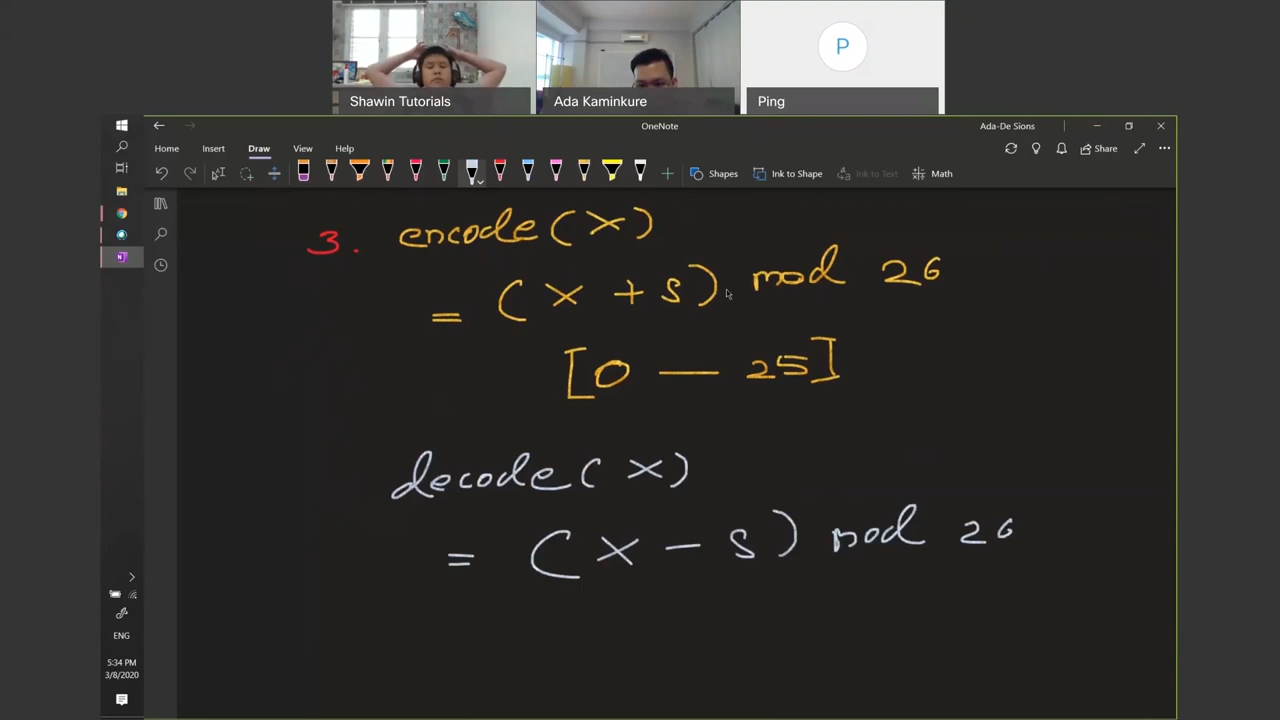 P
Shawin Tutorials
Ada Kaminkure
Ping
OneNote
Ada-De Sions
Home Insert Draw View Help
Share
Shapes Ink to Shape Ink to Text Math
3. encode(x)
= (x + s) mod 26
[0 — 25]
decode(x)
= (x - s) mod 26
ENG
5:34 PM
3/8/2020